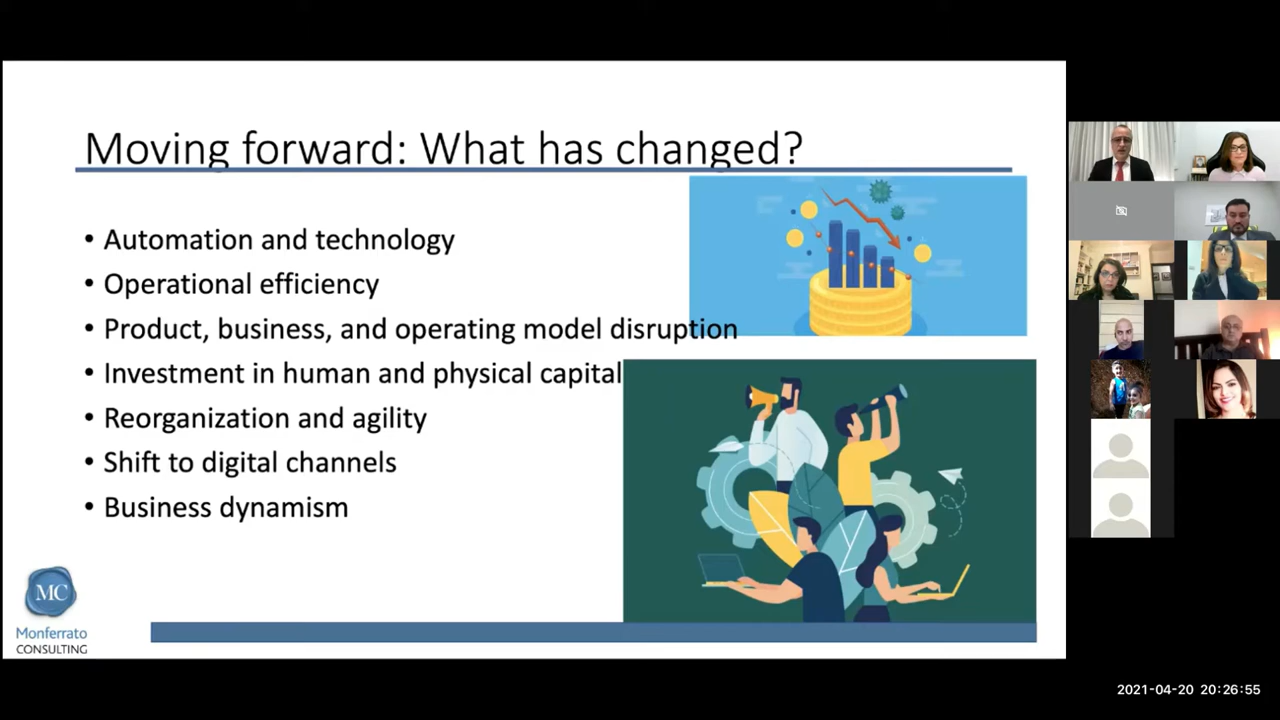 Moving forward: What has changed?
• Automation and technology
• Operational efficiency
• Product, business, and operating model disruption
• Investment in human and physical capital
• Reorganization and agility
• Shift to digital channels
• Business dynamism
MC
Monferrato
CONSULTING
2021-04-20 20:26:55